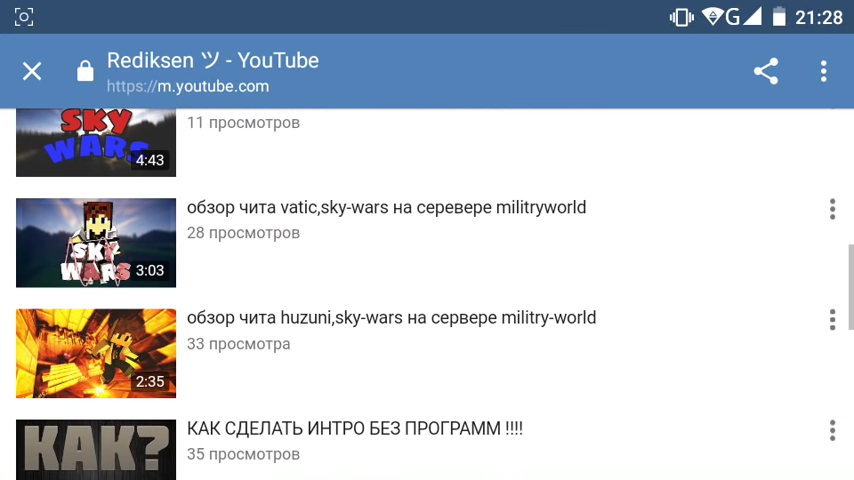 21:28
G
Rediksen ツ - YouTube
https://m.youtube.com
SKY
WARS
4:43
11 просмотров
обзор чита vatic,sky-wars на серевере militryworld
28 просмотров
SKY
WARS
3:03
обзор чита huzuni,sky-wars на сервере militry-world
33 просмотра
2:35
КАК СДЕЛАТЬ ИНТРО БЕЗ ПРОГРАММ !!!!
35 просмотров
КАК?